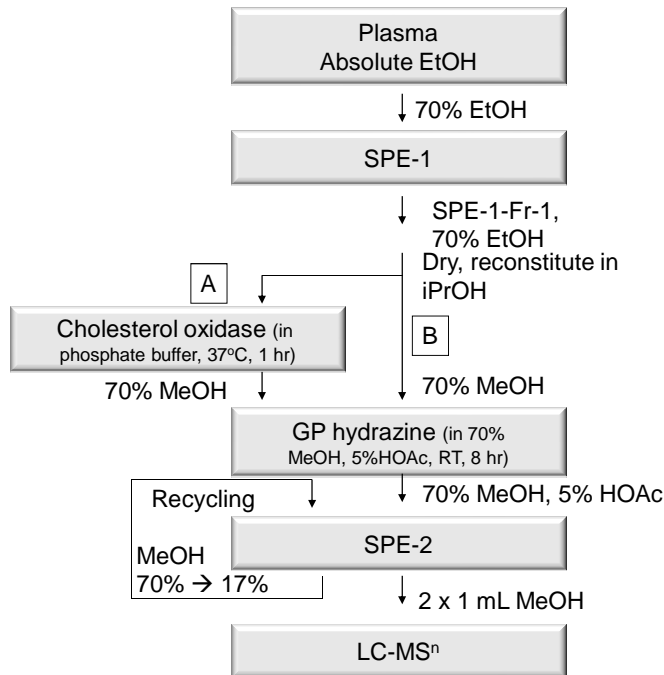 Plasma
Absolute EtOH
70% EtOH
SPE-1
SPE-1-Fr-1,
70% EtOH
Dry, reconstitute in
iPrOH
A
Cholesterol oxidase (in
phosphate buffer, 37°C, 1 hr)
B
70% MeOH
70% MeOH
GP hydrazine (in 70%
MeOH, 5%HOAc, RT, 8 hr)
70% MeOH, 5% HOAc
Recycling
SPE-2
MeOH
70% → 17%
2 x 1 mL MeOH
LC-MSⁿ